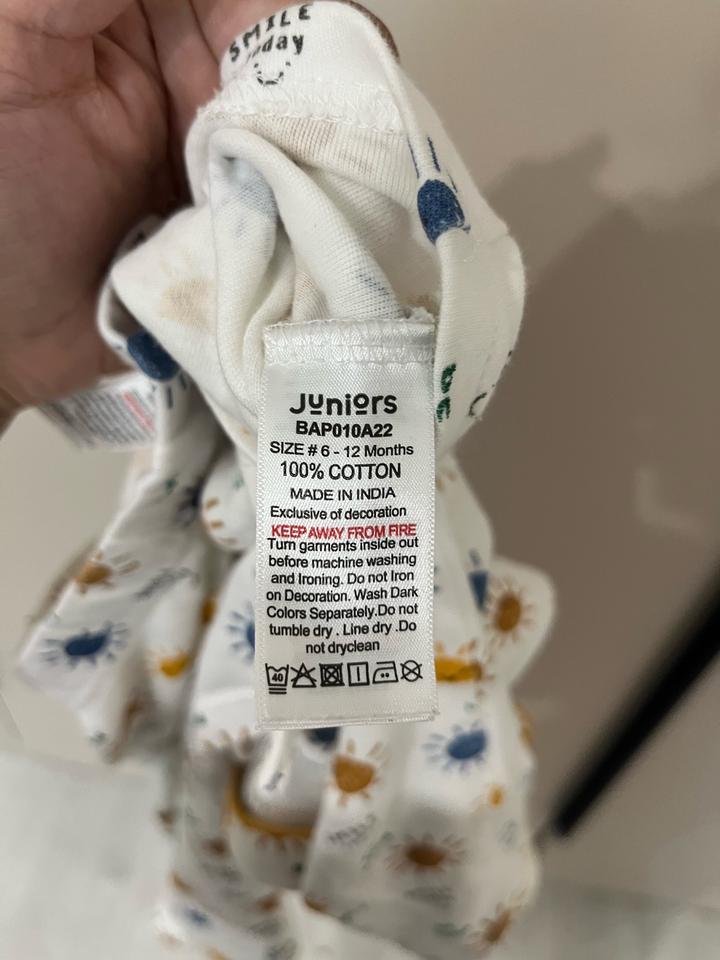 SMILE
Juniors
BAP010A22
SIZE # 6 - 12 Months
100% COTTON
MADE IN INDIA
Exclusive of decoration
KEEP AWAY FROM FIRE
Turn garments inside out
before machine washing
and Ironing. Do not Iron
on Decoration. Wash Dark
Colors Separately.Do not
tumble dry . Line dry .Do
not dryclean
40